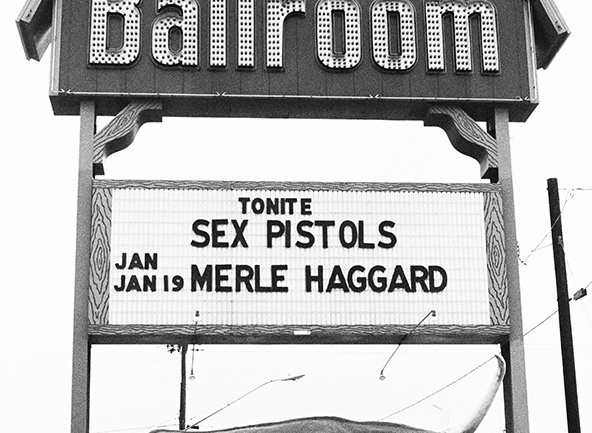 Ballroom
TONITE
SEX PISTOLS
JAN
JAN 19 MERLE HAGGARD